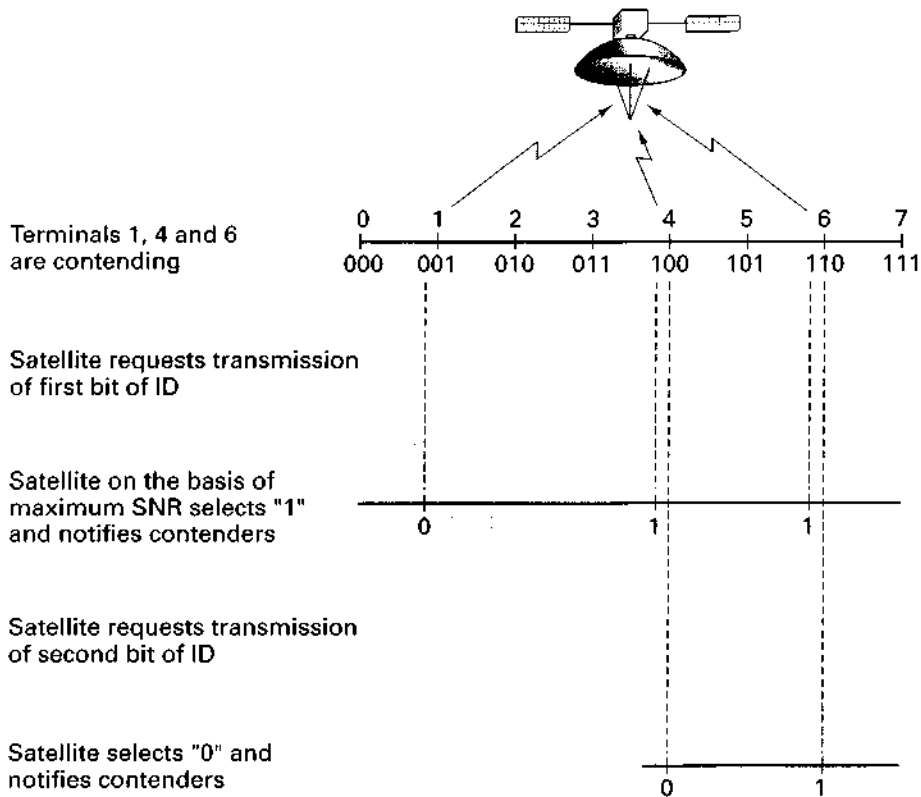 0 1 2 3 4 5 6 7
Terminals 1, 4 and 6
are contending
000 001 010 011 100 101 110 111
Satellite requests transmission
of first bit of ID
Satellite on the basis of
maximum SNR selects "1"
and notifies contenders
0 1 1
Satellite requests transmission
of second bit of ID
Satellite selects "0" and
notifies contenders
0 1